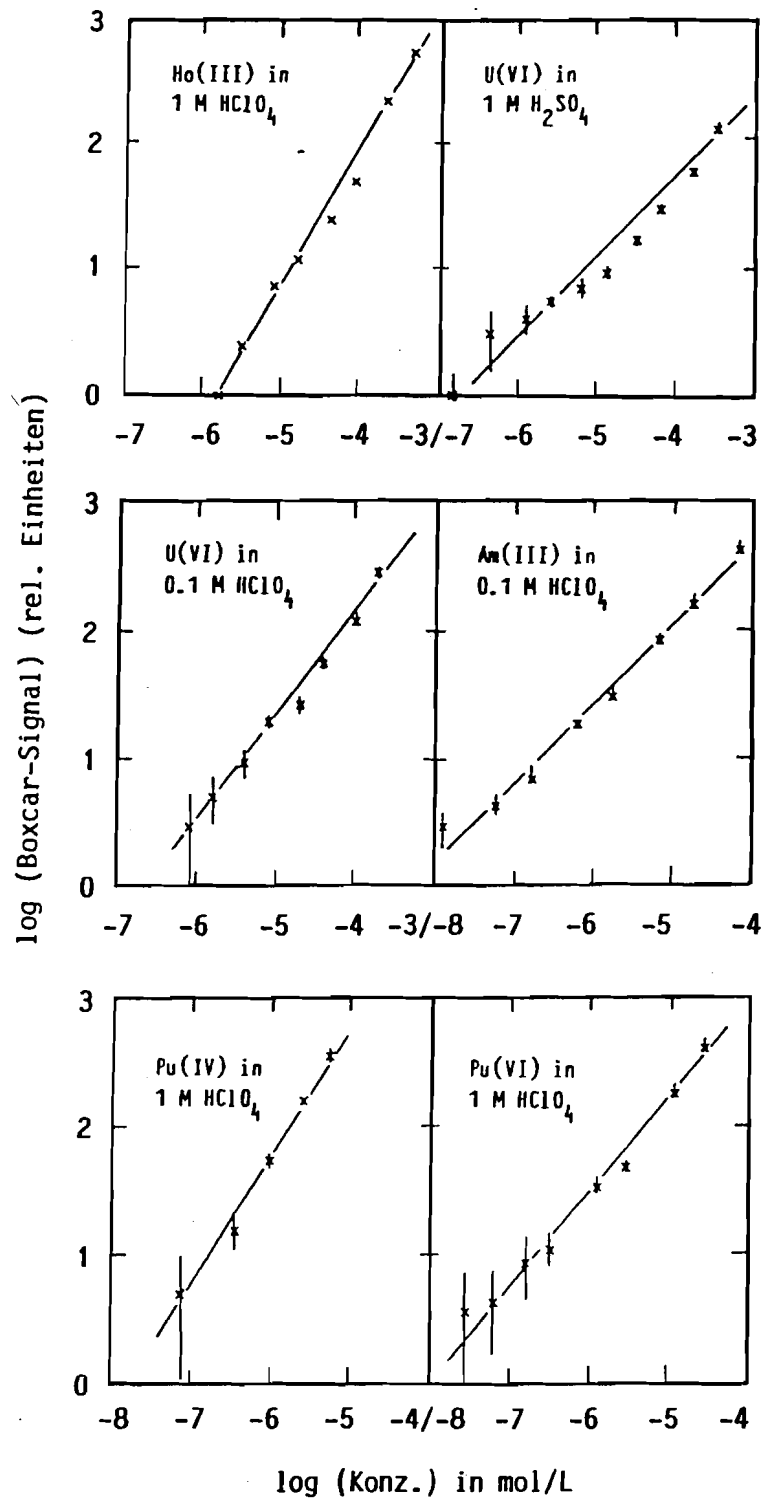 3
2
1
0
Ho(III) in
1 M HClO4
U(VI) in
1 M H2SO4
-7 -6 -5 -4 -3/-7 -6 -5 -4 -3
3
2
1
0
U(VI) in
0.1 M HClO4
Am(III) in
0.1 M HClO4
-7 -6 -5 -4 -3/-8 -7 -6 -5 -4
3
2
1
0
Pu(IV) in
1 M HClO4
Pu(VI) in
1 M HClO4
-8 -7 -6 -5 -4/-8 -7 -6 -5 -4
log (Boxcar-Signal) (rel. Einheiten)
log (Konz.) in mol/L